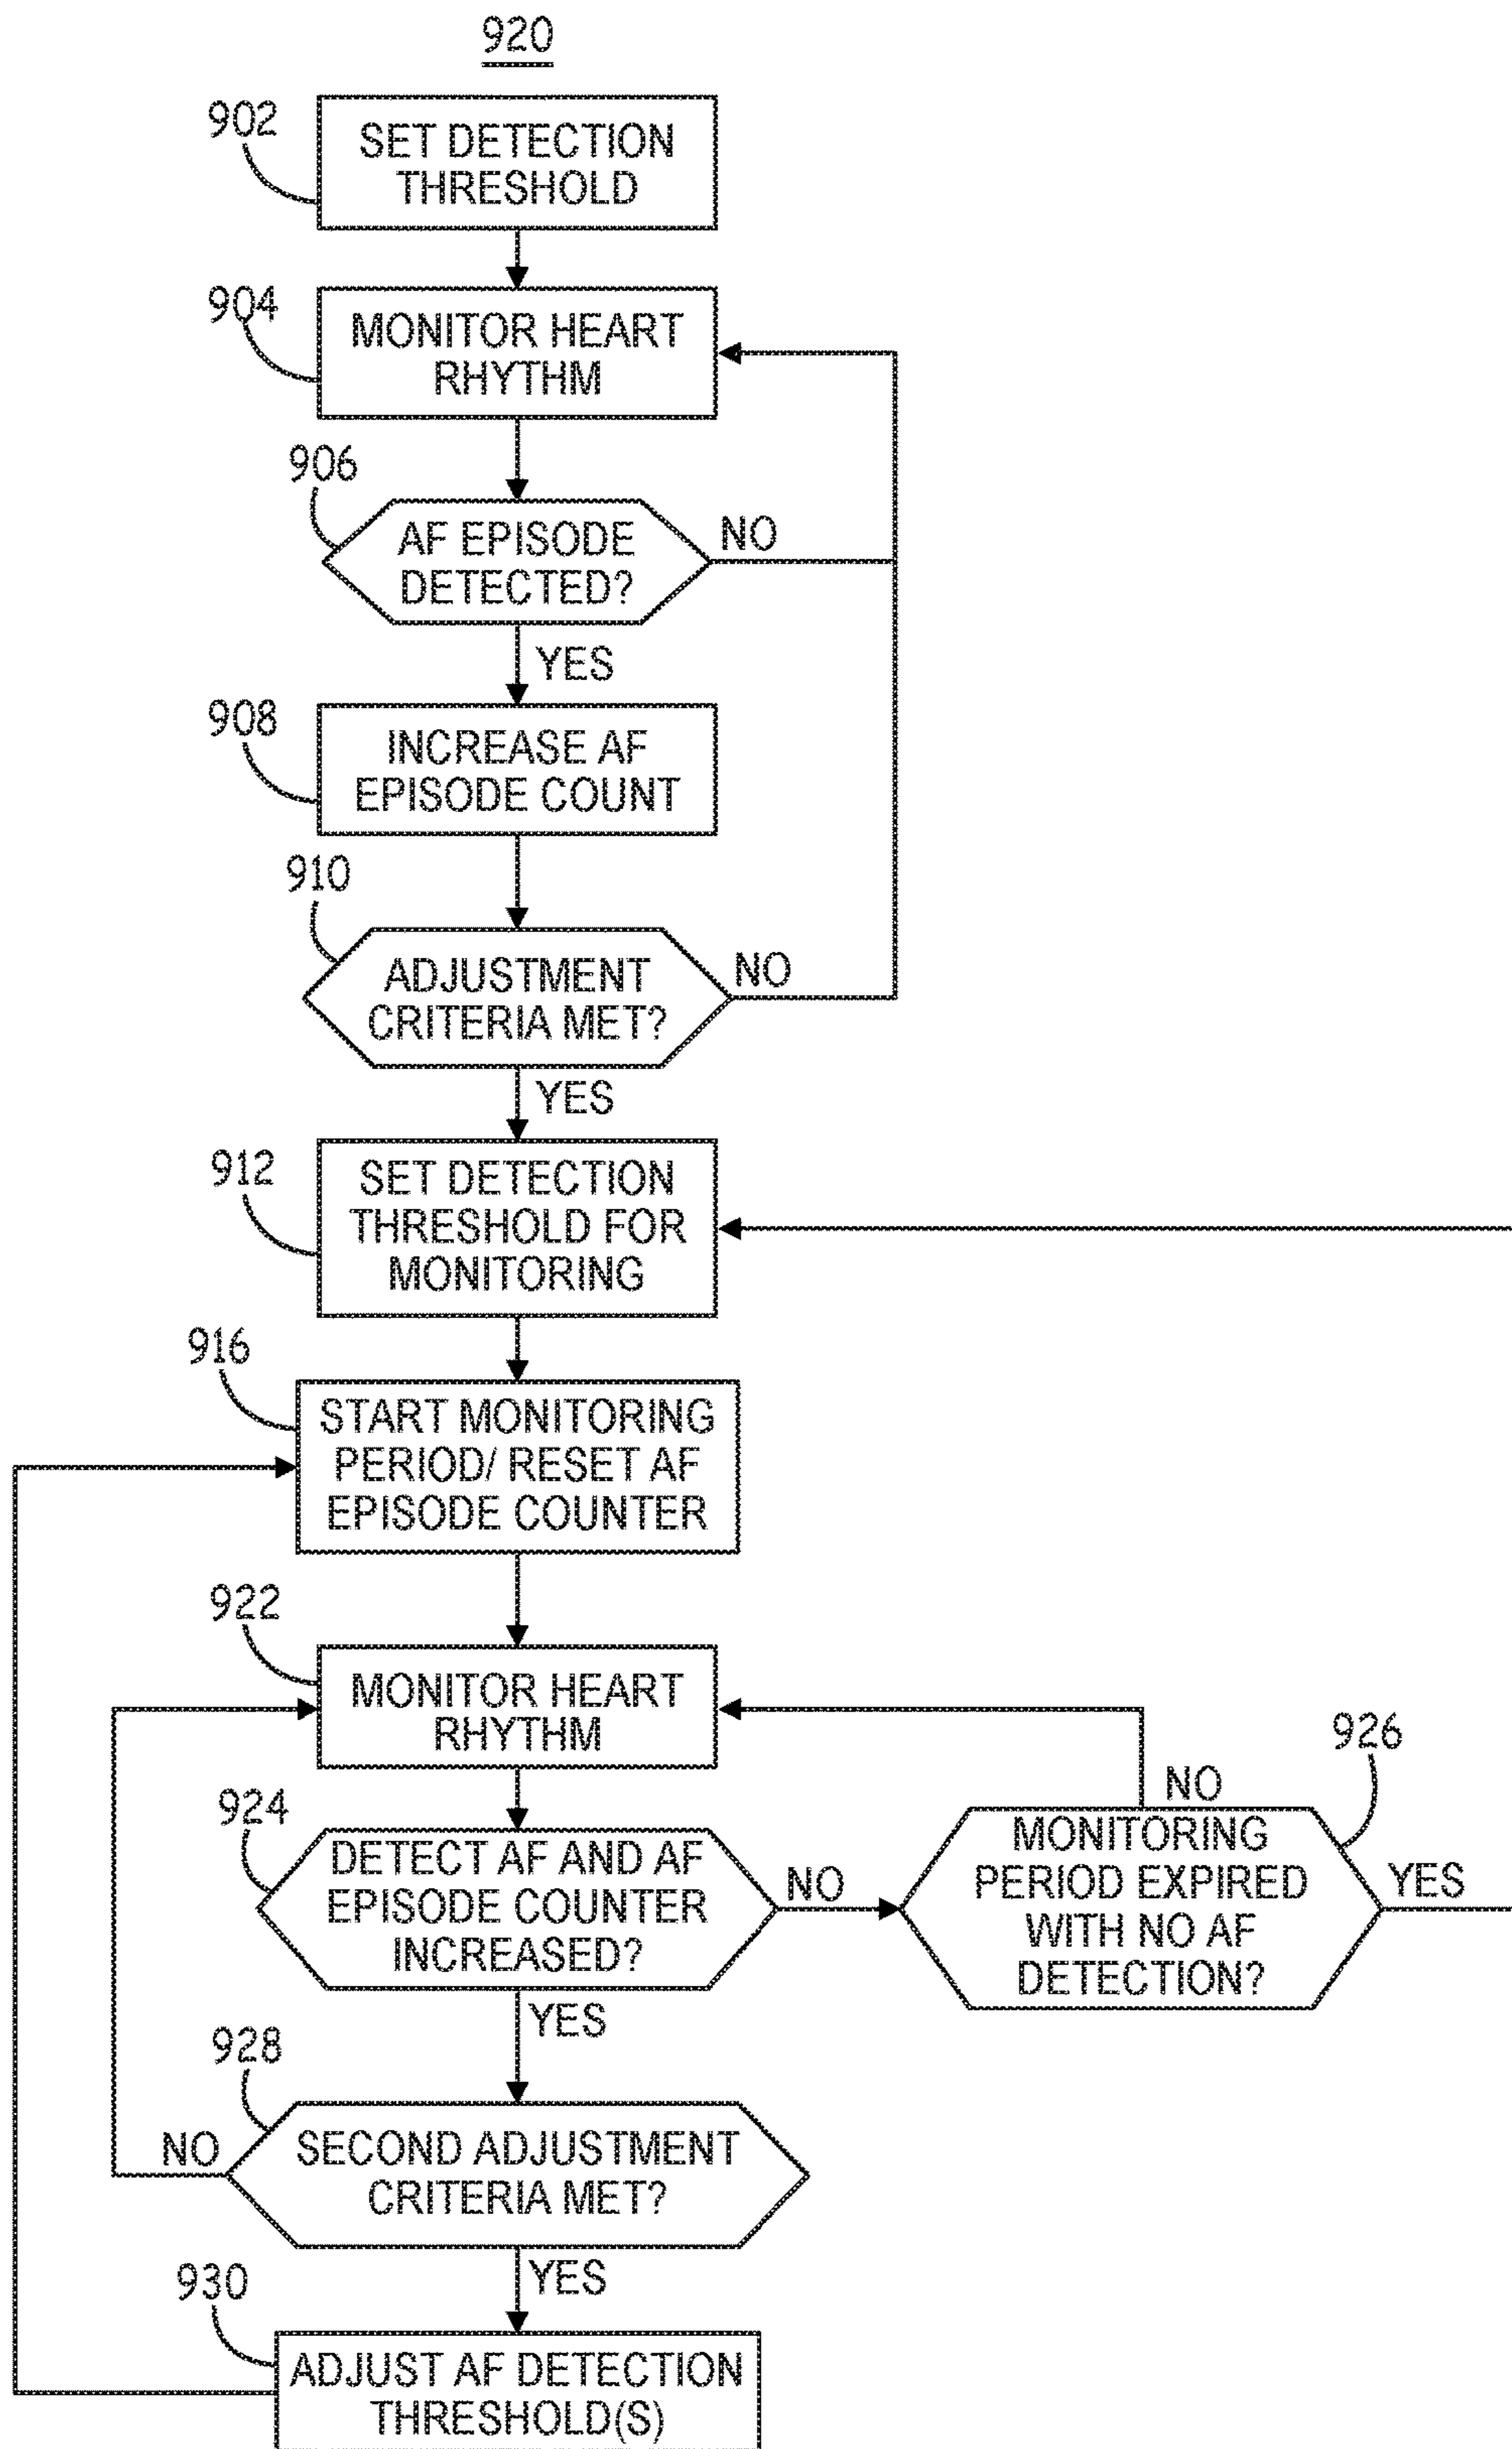 920
902
SET DETECTION
THRESHOLD
904
MONITOR HEART
RHYTHM
906
AF EPISODE
DETECTED?
NO
YES
908
INCREASE AF
EPISODE COUNT
910
ADJUSTMENT
CRITERIA MET?
NO
YES
912
SET DETECTION
THRESHOLD FOR
MONITORING
916
START MONITORING
PERIOD/ RESET AF
EPISODE COUNTER
922
MONITOR HEART
RHYTHM
924
DETECT AF AND AF
EPISODE COUNTER
INCREASED?
NO
926
NO
MONITORING
PERIOD EXPIRED
WITH NO AF
DETECTION?
YES
YES
928
NO
SECOND ADJUSTMENT
CRITERIA MET?
YES
930
ADJUST AF DETECTION
THRESHOLD(S)